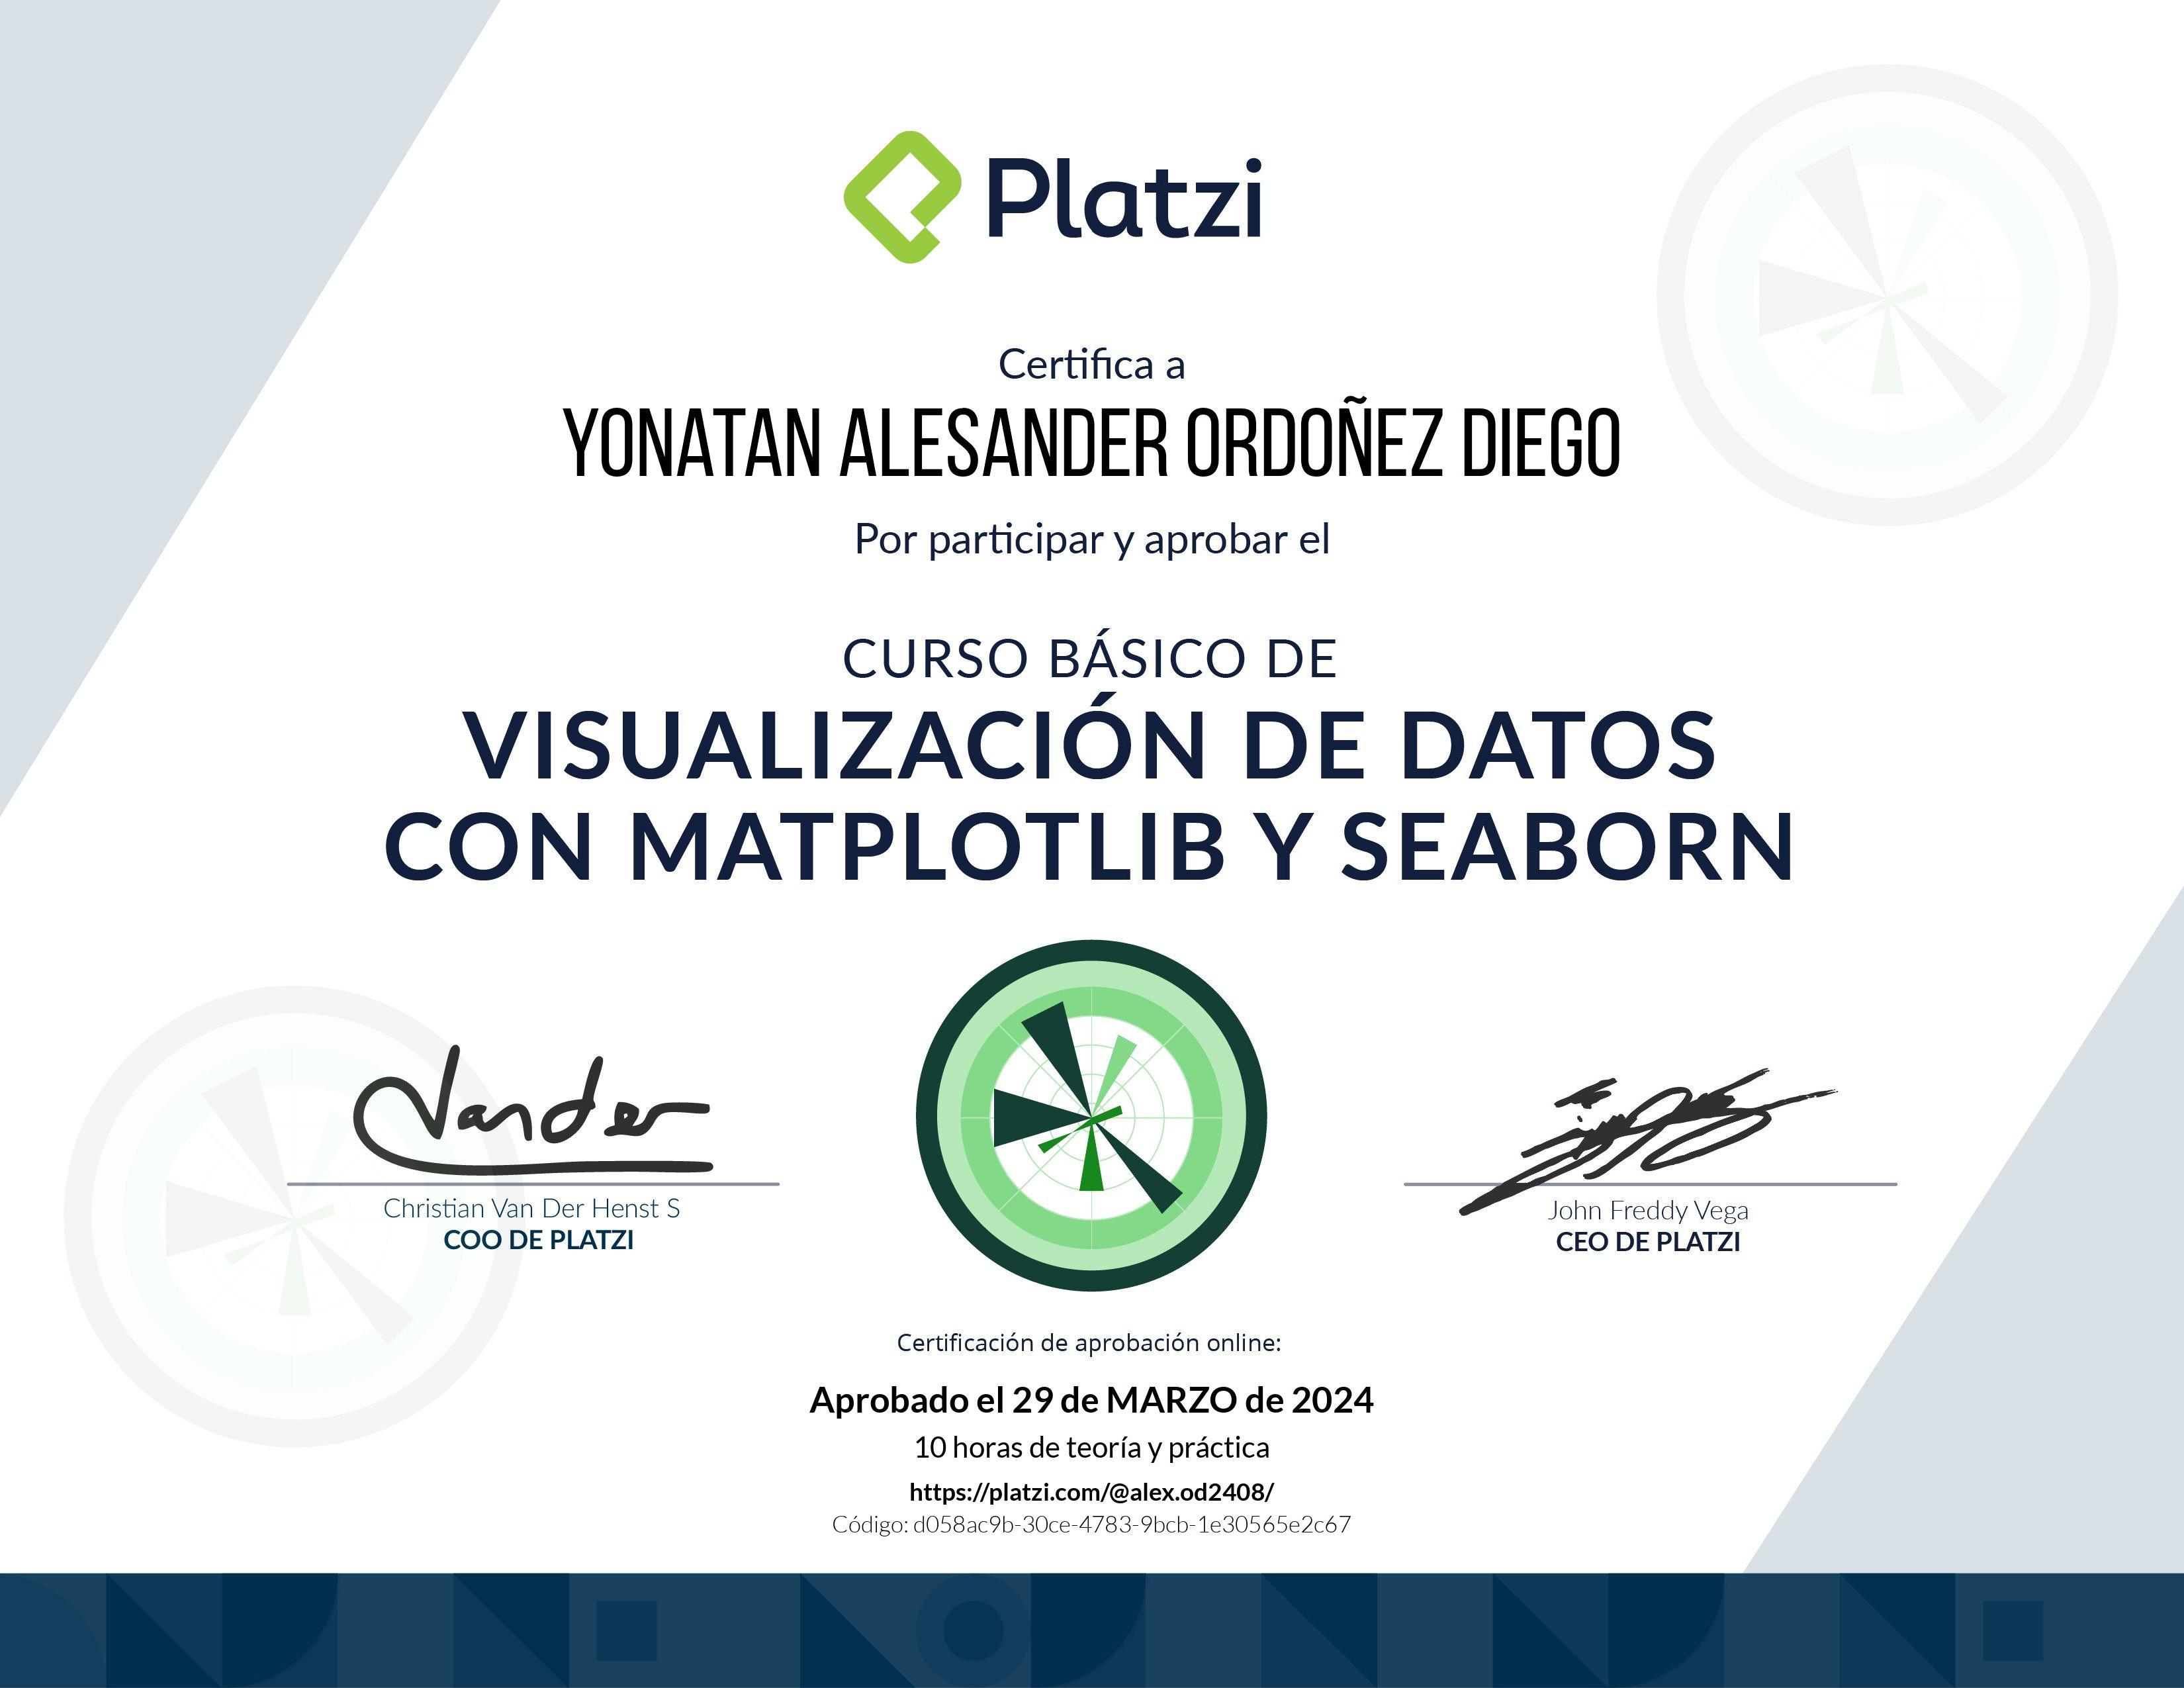 Platzi
Certifica a
YONATAN ALESANDER ORDOÑEZ DIEGO
Por participar y aprobar el
CURSO BÁSICO DE
VISUALIZACIÓN DE DATOS
CON MATPLOTLIB Y SEABORN
Vander
Christian Van Der Henst S
COO DE PLATZI
John Freddy Vega
CEO DE PLATZI
Certificación de aprobación online:
Aprobado el 29 de MARZO de 2024
10 horas de teoría y práctica
https://platzi.com/@alex.od2408/
Código: d058ac9b-30ce-4783-9bcb-1e30565e2c67